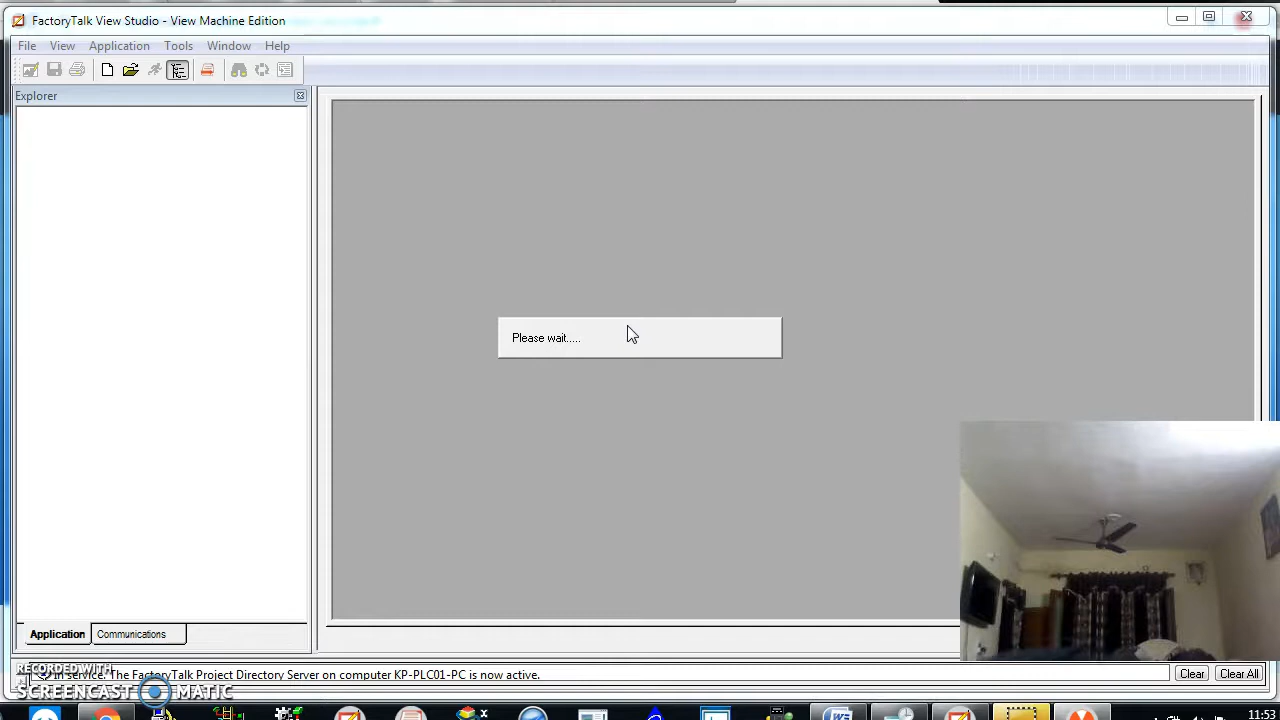 FactoryTalk View Studio - View Machine Edition
File View Application Tools Window Help
Explorer
Please wait.....
Application Communications
In service. The FactoryTalk Project Directory Server on computer KP-PLC01-PC is now active.
Clear Clear All
RECORDED WITH
SCREENCAST MATIC
11:53